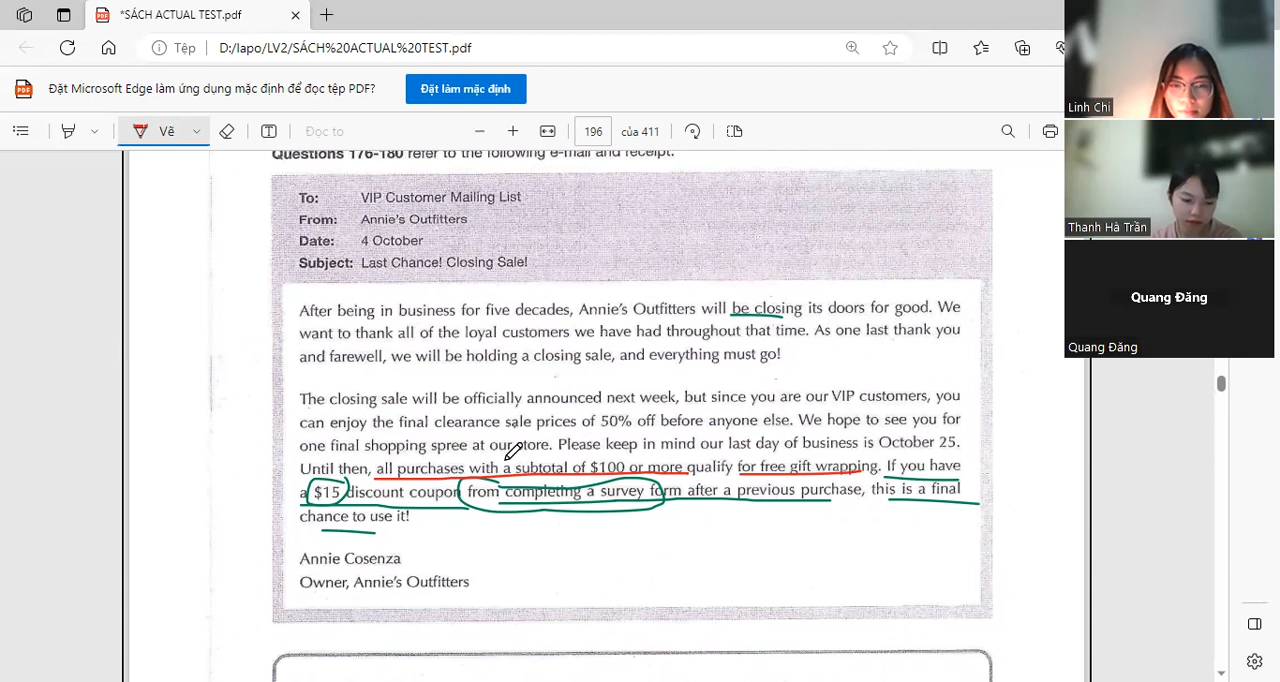 *SÁCH ACTUAL TEST.pdf
Tệp
D:/lapo/LV2/SÁCH%20ACTUAL%20TEST.pdf
Đặt Microsoft Edge làm ứng dụng mặc định để đọc tệp PDF?
Đặt làm mặc định
Vẽ
Đọc to
196
của 411
Questions 176-180 refer to the following e-mail and receipt.
To: VIP Customer Mailing List
From: Annie's Outfitters
Date: 4 October
Subject: Last Chance! Closing Sale!
After being in business for five decades, Annie's Outfitters will be closing its doors for good. We
want to thank all of the loyal customers we have had throughout that time. As one last thank you
and farewell, we will be holding a closing sale, and everything must go!
The closing sale will be officially announced next week, but since you are our VIP customers, you
can enjoy the final clearance sale prices of 50% off before anyone else. We hope to see you for
one final shopping spree at our store. Please keep in mind our last day of business is October 25.
Until then, all purchases with a subtotal of $100 or more qualify for free gift wrapping. If you have
a $15 discount coupon from completing a survey form after a previous purchase, this is a final
chance to use it!
Annie Cosenza
Owner, Annie's Outfitters
Linh Chi
Thanh Hà Trần
Quang Đăng
Quang Đăng